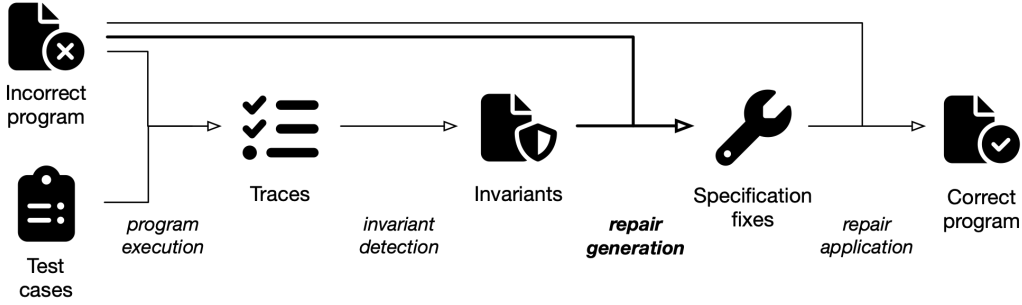 Incorrect
program
Test
cases
program
execution
Traces
invariant
detection
Invariants
repair
generation
Specification
fixes
repair
application
Correct
program